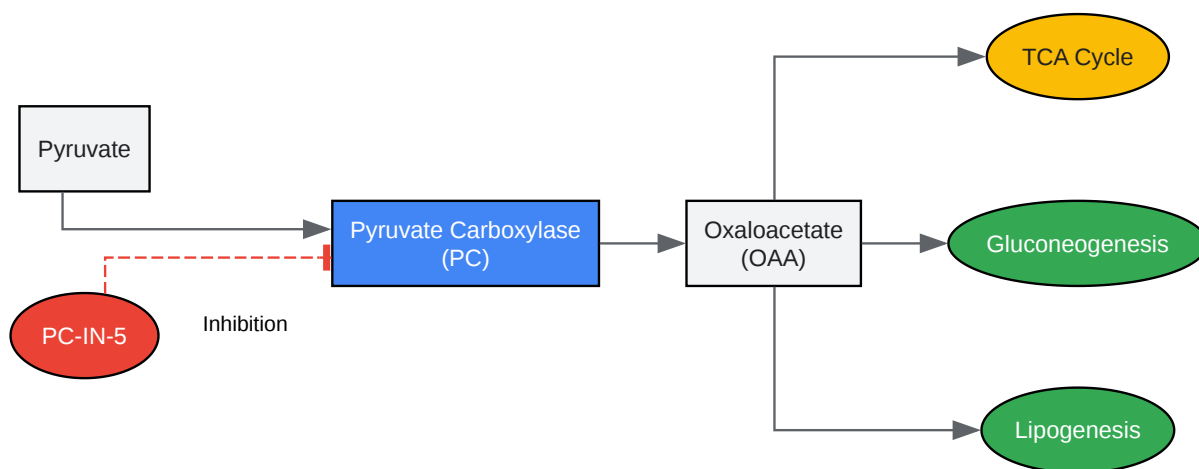 TCA Cycle
Pyruvate
Pyruvate Carboxylase
(PC)
Oxaloacetate
(OAA)
Gluconeogenesis
PC-IN-5
Inhibition
Lipogenesis